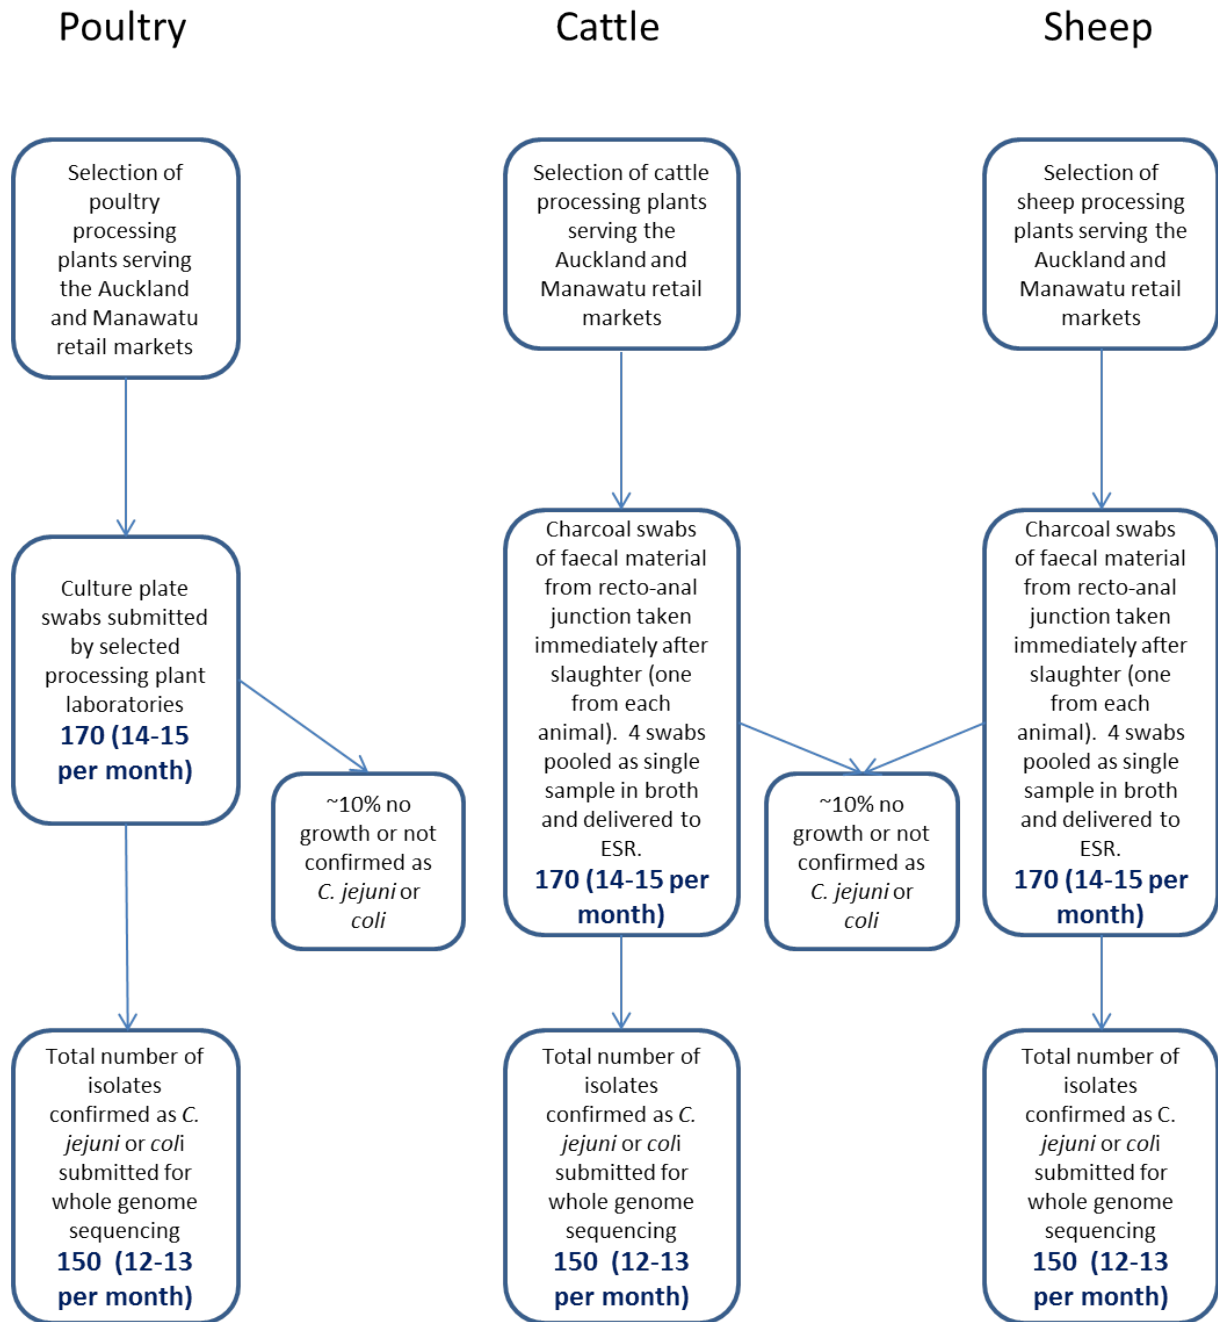 Poultry
Cattle
Sheep
Selection of
poultry
processing
plants serving
the Auckland
and Manawatu
retail markets
Selection of cattle
processing plants
serving the
Auckland and
Manawatu retail
markets
Selection of
sheep processing
plants serving the
Auckland and
Manawatu retail
markets
Culture plate
swabs submitted
by selected
processing plant
laboratories
170 (14-15
per month)
~10% no
growth or not
confirmed as
C. jejuni or
coli
Charcoal swabs
of faecal material
from recto-anal
junction taken
immediately after
slaughter (one
from each
animal). 4 swabs
pooled as single
sample in broth
and delivered to
ESR.
170 (14-15 per
month)
~10% no
growth or not
confirmed as
C. jejuni or
coli
Charcoal swabs
of faecal material
from recto-anal
junction taken
immediately after
slaughter (one
from each
animal). 4 swabs
pooled as single
sample in broth
and delivered to
ESR.
170 (14-15 per
month)
Total number of
isolates
confirmed as C.
jejuni or coli
submitted for
whole genome
sequencing
150 (12-13
per month)
Total number of
isolates
confirmed as C.
jejuni or coli
submitted for
whole genome
sequencing
150 (12-13
per month)
Total number of
isolates
confirmed as C.
jejuni or coli
submitted for
whole genome
sequencing
150 (12-13
per month)